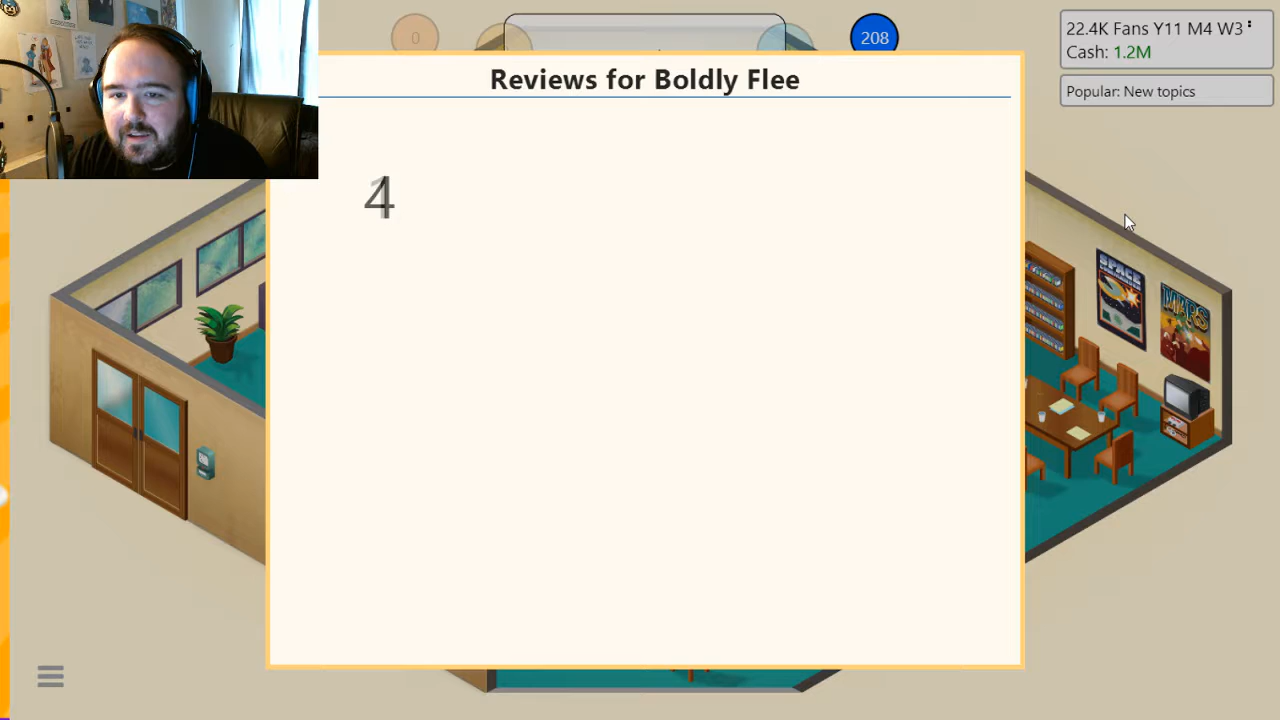 0
208
22.4K Fans Y11 M4 W3
Cash: 1.2M
Popular: New topics
Reviews for Boldly Flee
SPACE